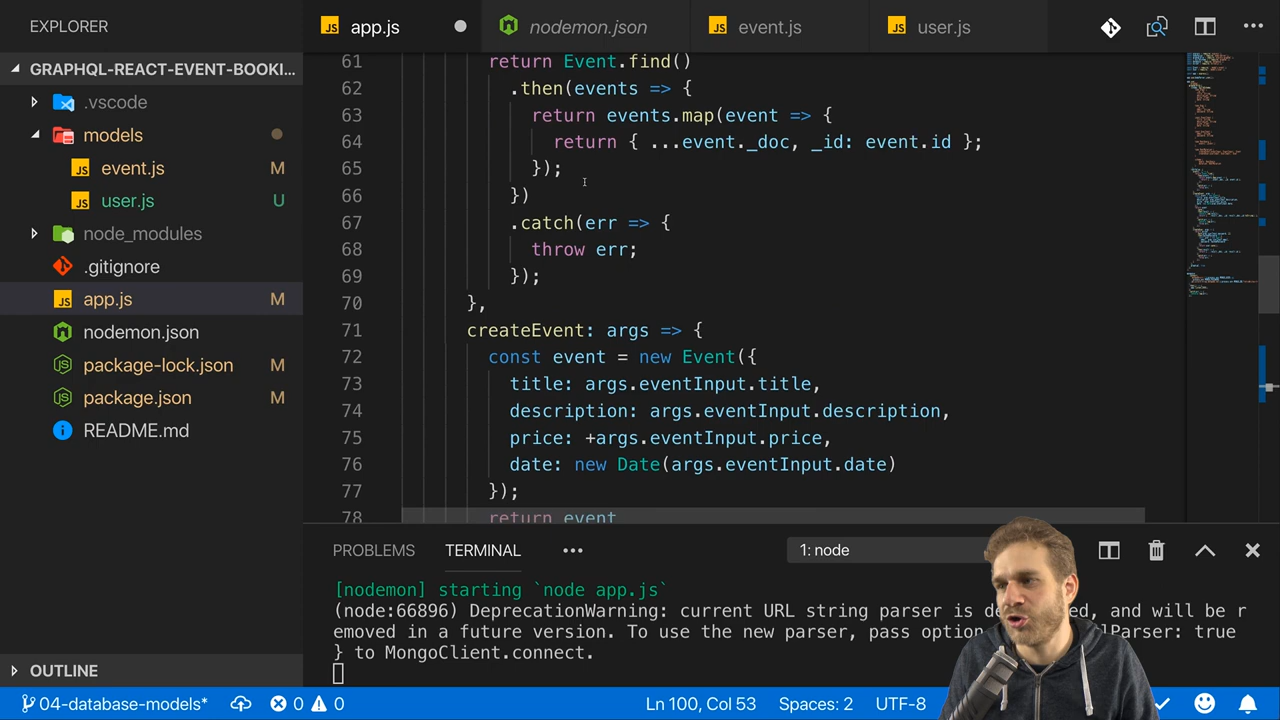 EXPLORER
app.js
nodemon.json
event.js
user.js
GRAPHQL-REACT-EVENT-BOOKI...
.vscode
models
event.js M
user.js U
node_modules
.gitignore
app.js M
nodemon.json
package-lock.json M
package.json M
README.md
OUTLINE
61 return Event.find()
62 .then(events => {
63 return events.map(event => {
64 return { ...event._doc, _id: event.id };
65 });
66 })
67 .catch(err => {
68 throw err;
69 });
70 },
71 createEvent: args => {
72 const event = new Event({
73 title: args.eventInput.title,
74 description: args.eventInput.description,
75 price: +args.eventInput.price,
76 date: new Date(args.eventInput.date)
77 });
78 return event
PROBLEMS TERMINAL ... 1: node
[nodemon] starting `node app.js`
(node:66896) DeprecationWarning: current URL string parser is de ed, and will be r
emoved in a future version. To use the new parser, pass option lParser: true
} to MongoClient.connect.
04-database-models* 0 0 Ln 100, Col 53 Spaces: 2 UTF-8